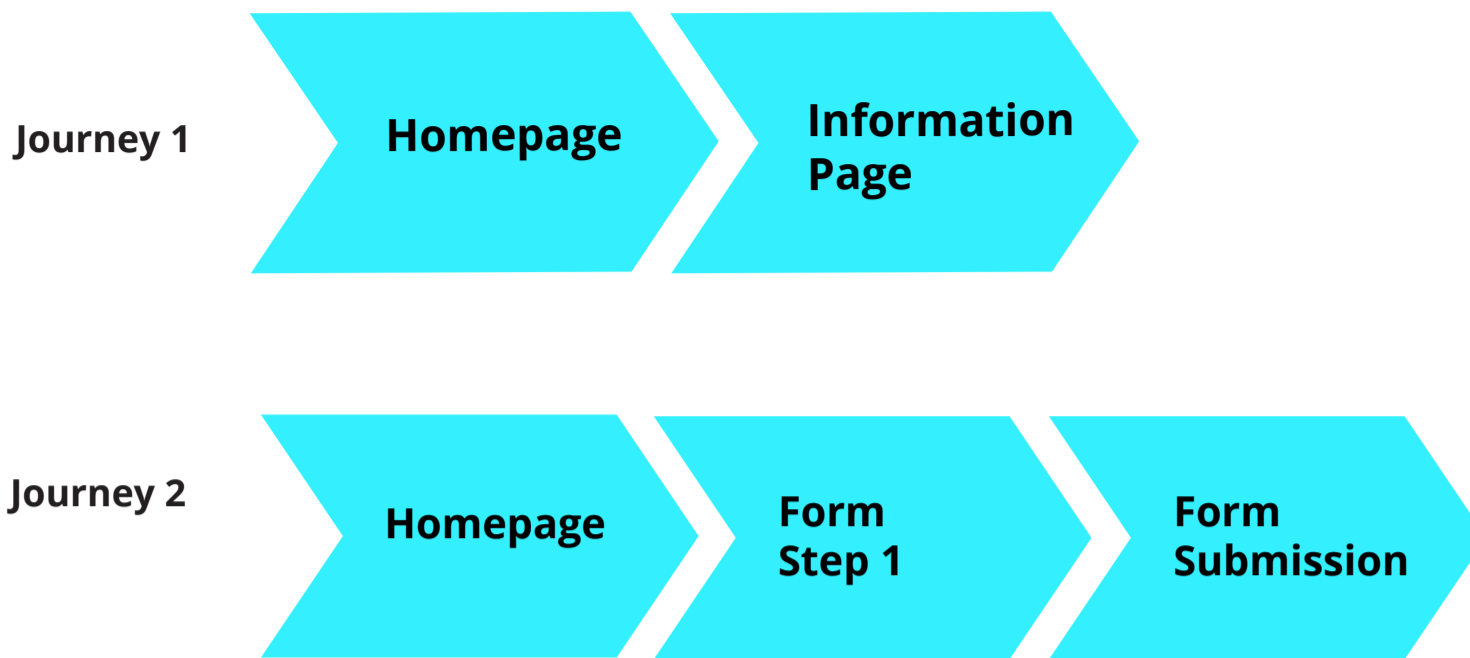 Journey 1
Homepage
Information
Page
Journey 2
Homepage
Form
Step 1
Form
Submission